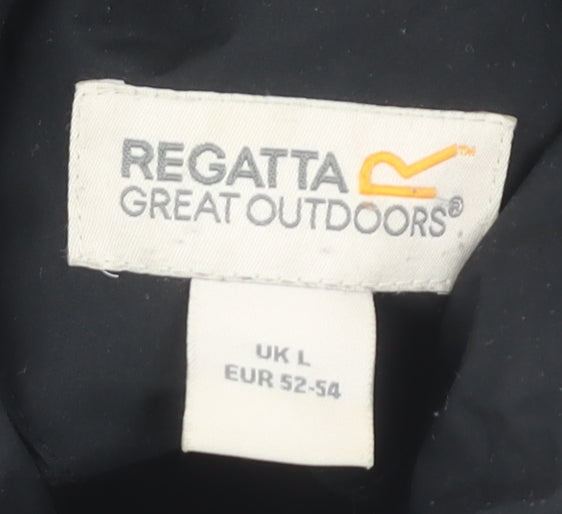 REGATTA
GREAT OUTDOORS®
UK L
EUR 52-54